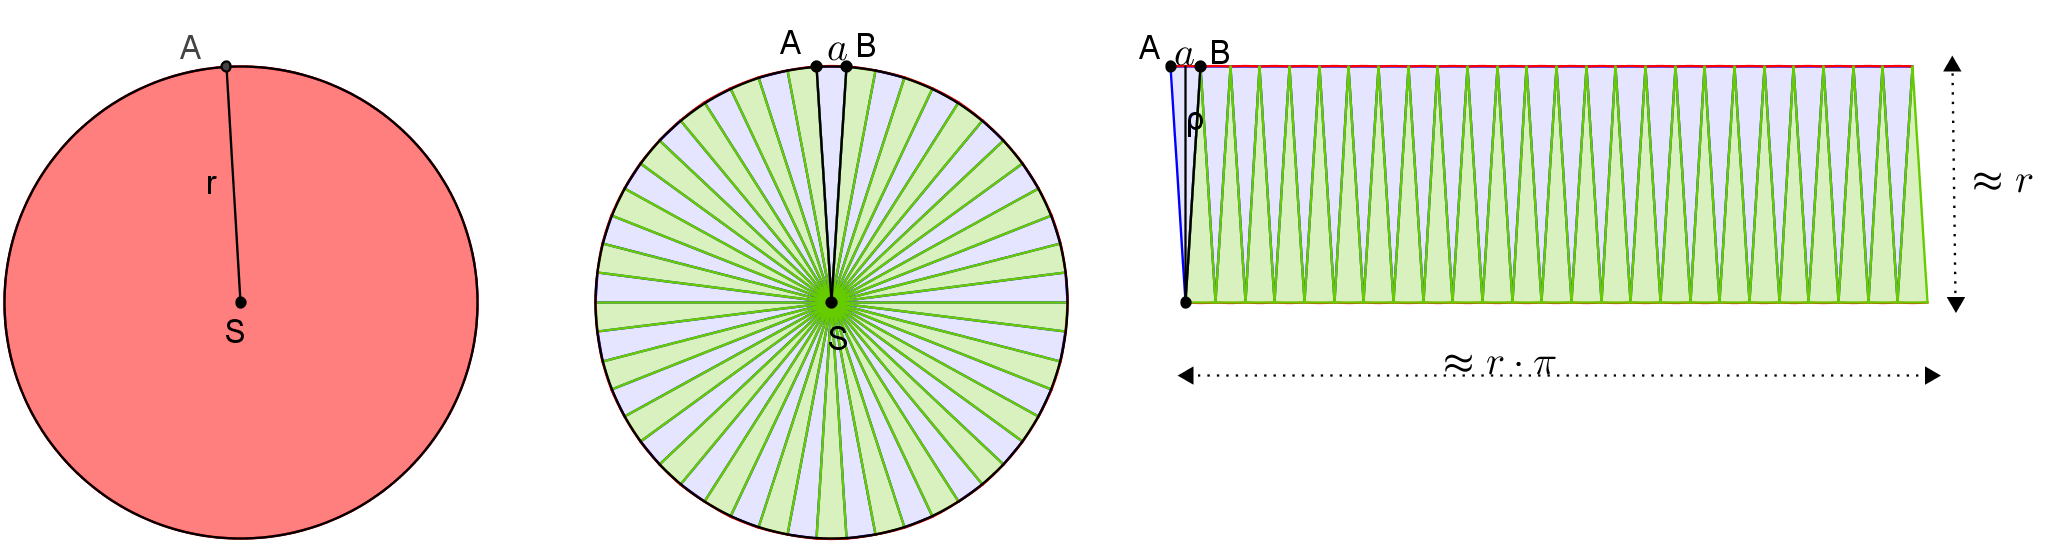 A
r
S
A a B
S
A a B
ρ
≈ r
≈ r · π